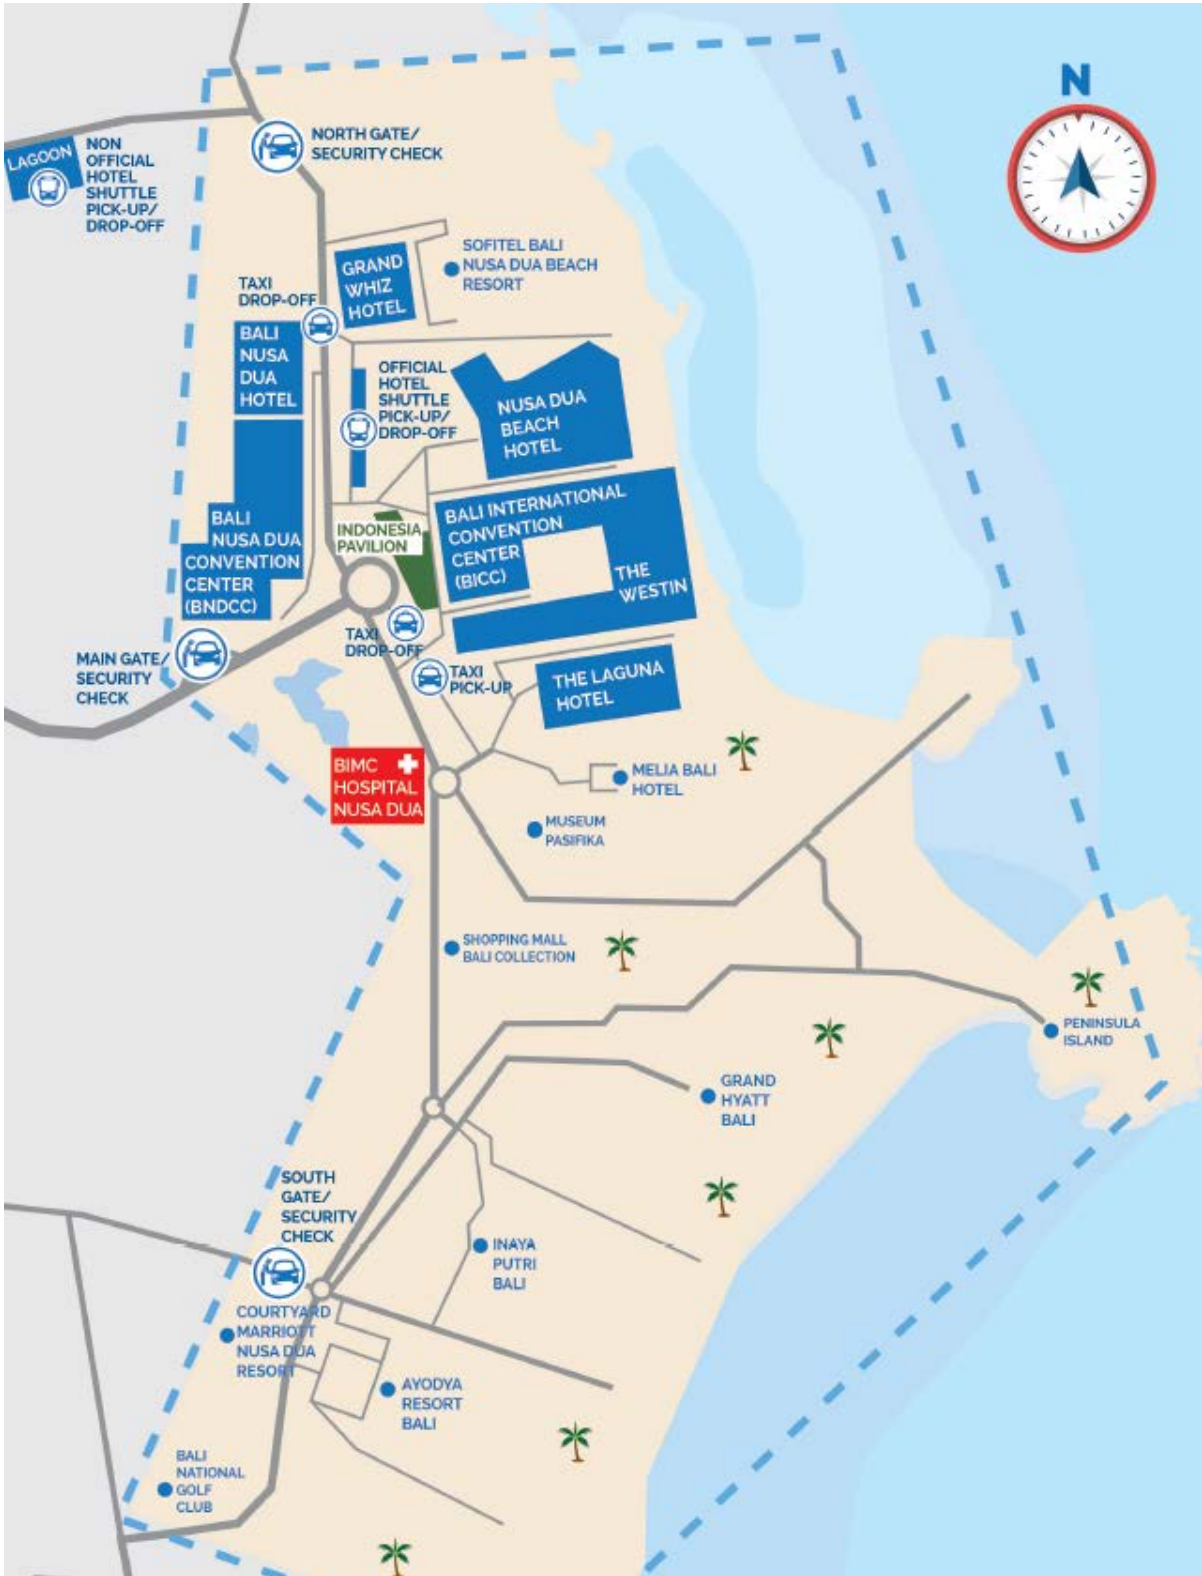 N
NORTH GATE/
SECURITY CHECK
LAGOON
NON
OFFICIAL
HOTEL
SHUTTLE
PICK-UP/
DROP-OFF
SOFITEL BALI
NUSA DUA BEACH
RESORT
GRAND
WHIZ
HOTEL
TAXI
DROP-OFF
BALI
NUSA
DUA
HOTEL
OFFICIAL
HOTEL
SHUTTLE
PICK-UP/
DROP-OFF
NUSA DUA
BEACH
HOTEL
BALI
NUSA DUA
CONVENTION
CENTER
(BNDCC)
INDONESIA
PAVILION
BALI INTERNATIONAL
CONVENTION
CENTER
(BICC)
THE
WESTIN
TAXI
DROP-OFF
MAIN GATE/
SECURITY
CHECK
TAXI
PICK-UP
THE LAGUNA
HOTEL
BIMC
HOSPITAL
NUSA DUA
MELIA BALI
HOTEL
MUSEUM
PASIFIKA
SHOPPING MALL
BALI COLLECTION
PENINSULA
ISLAND
GRAND
HYATT
BALI
SOUTH
GATE/
SECURITY
CHECK
INAYA
PUTRI
BALI
COURTYARD
MARRIOTT
NUSA DUA
RESORT
AYODYA
RESORT
BALI
BALI
NATIONAL
GOLF
CLUB